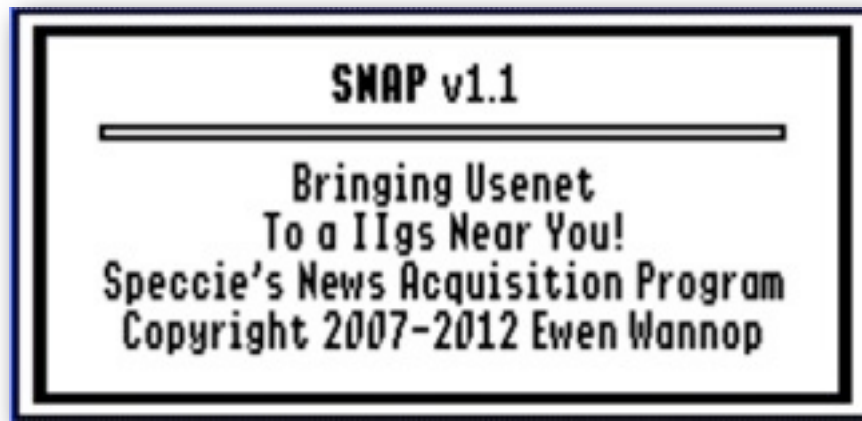 SNAP v1.1
Bringing Usenet
To a IIgs Near You!
Speccie's News Acquisition Program
Copyright 2007-2012 Ewen Wannop